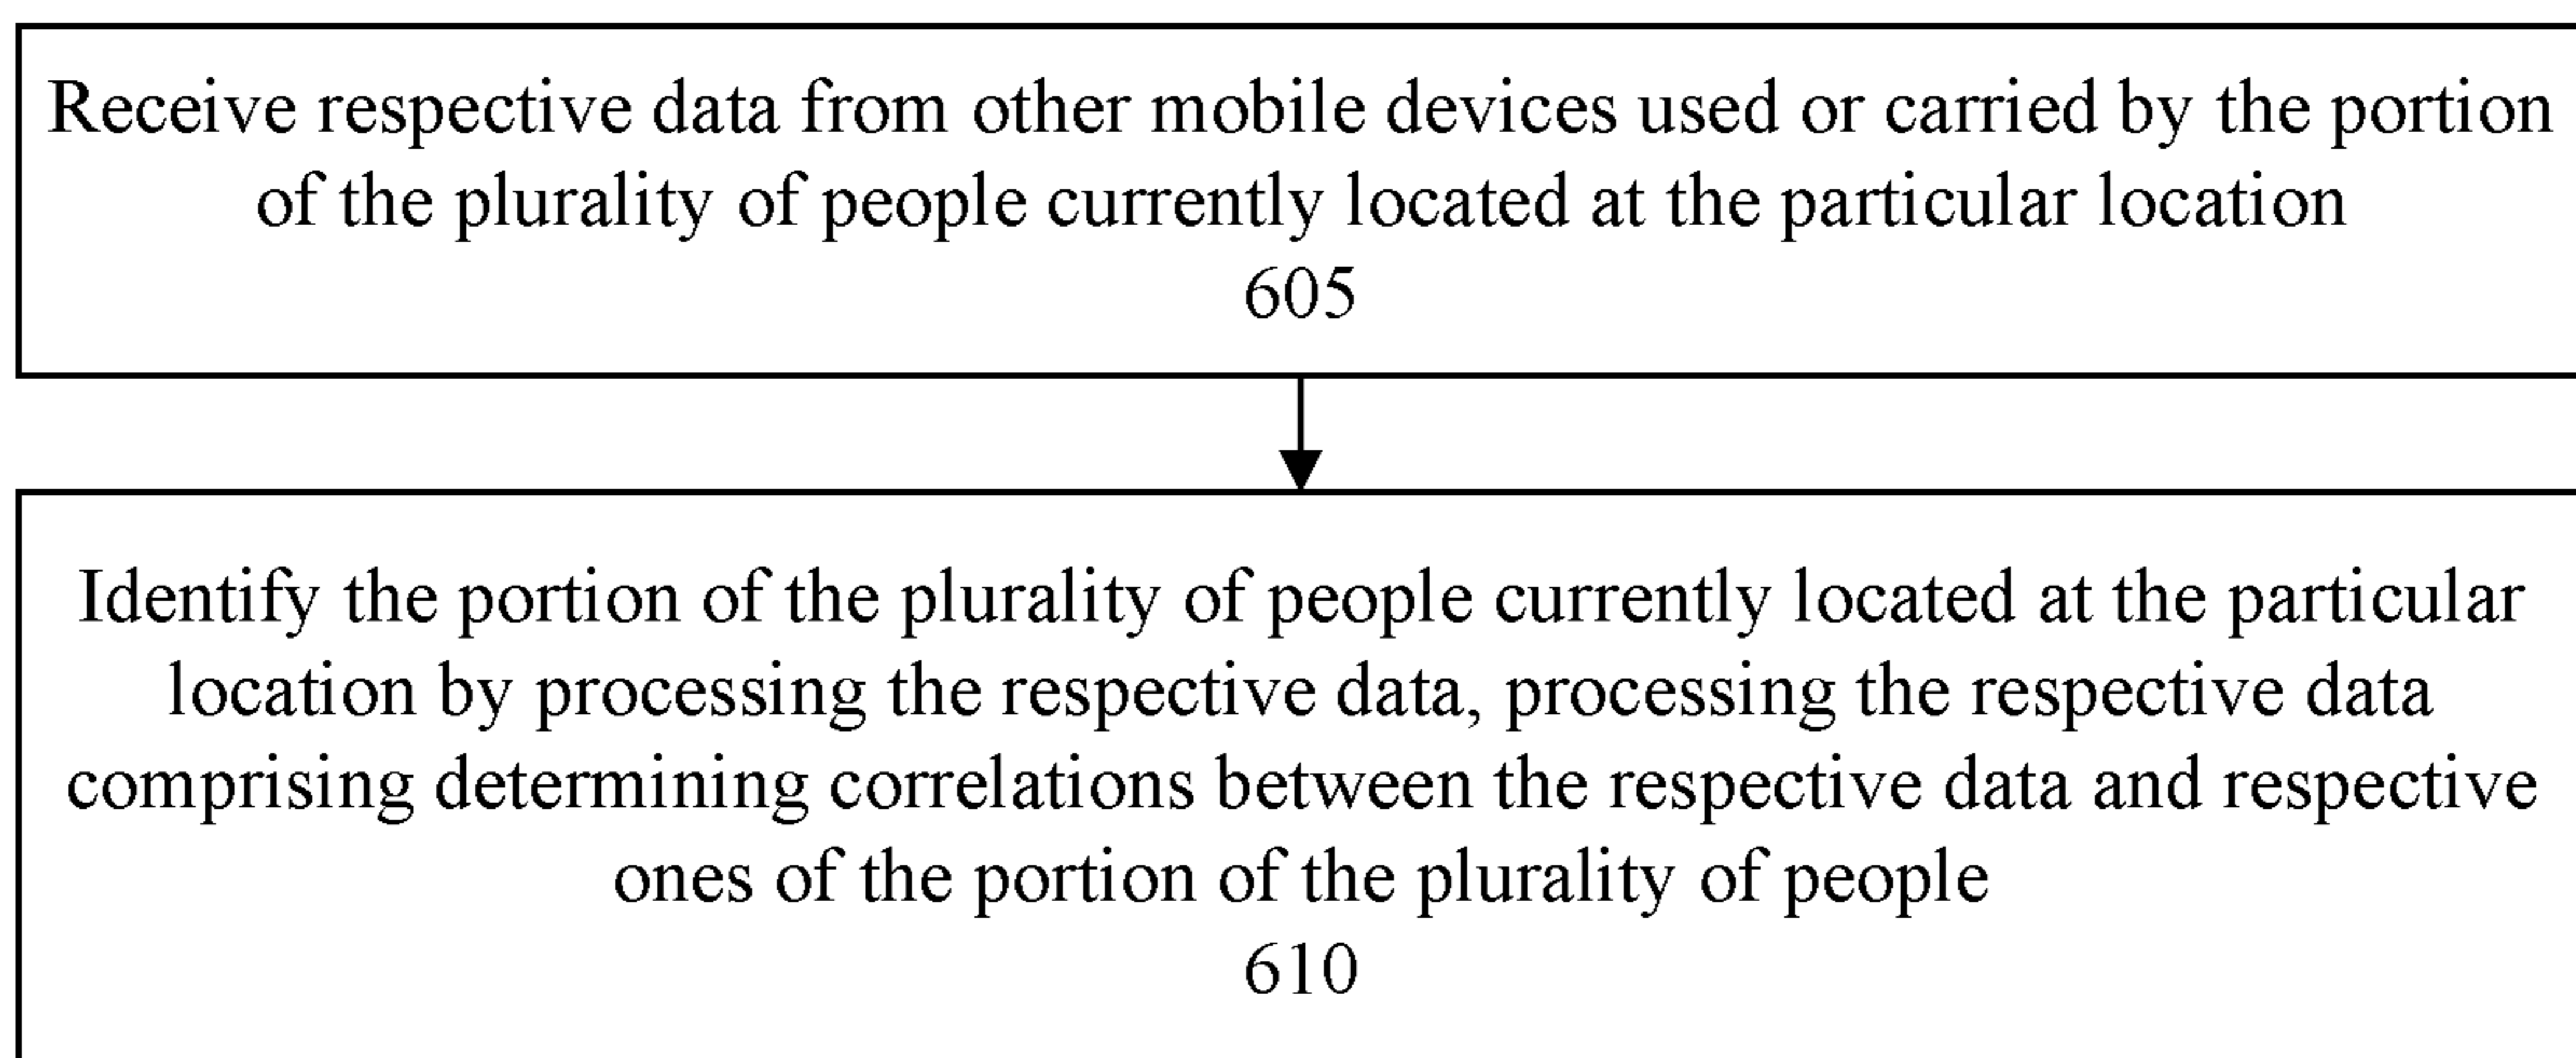 Receive respective data from other mobile devices used or carried by the portion
of the plurality of people currently located at the particular location
605
Identify the portion of the plurality of people currently located at the particular
location by processing the respective data, processing the respective data
comprising determining correlations between the respective data and respective
ones of the portion of the plurality of people
610